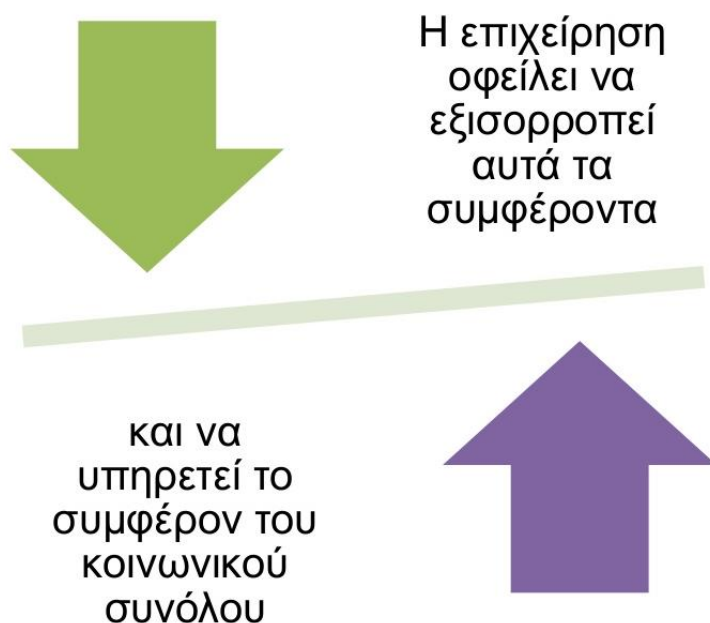 Η επιχείρηση
οφείλει να
εξισορροπεί
αυτά τα
συμφέροντα
και να
υπηρετεί το
συμφέρον του
κοινωνικού
συνόλου